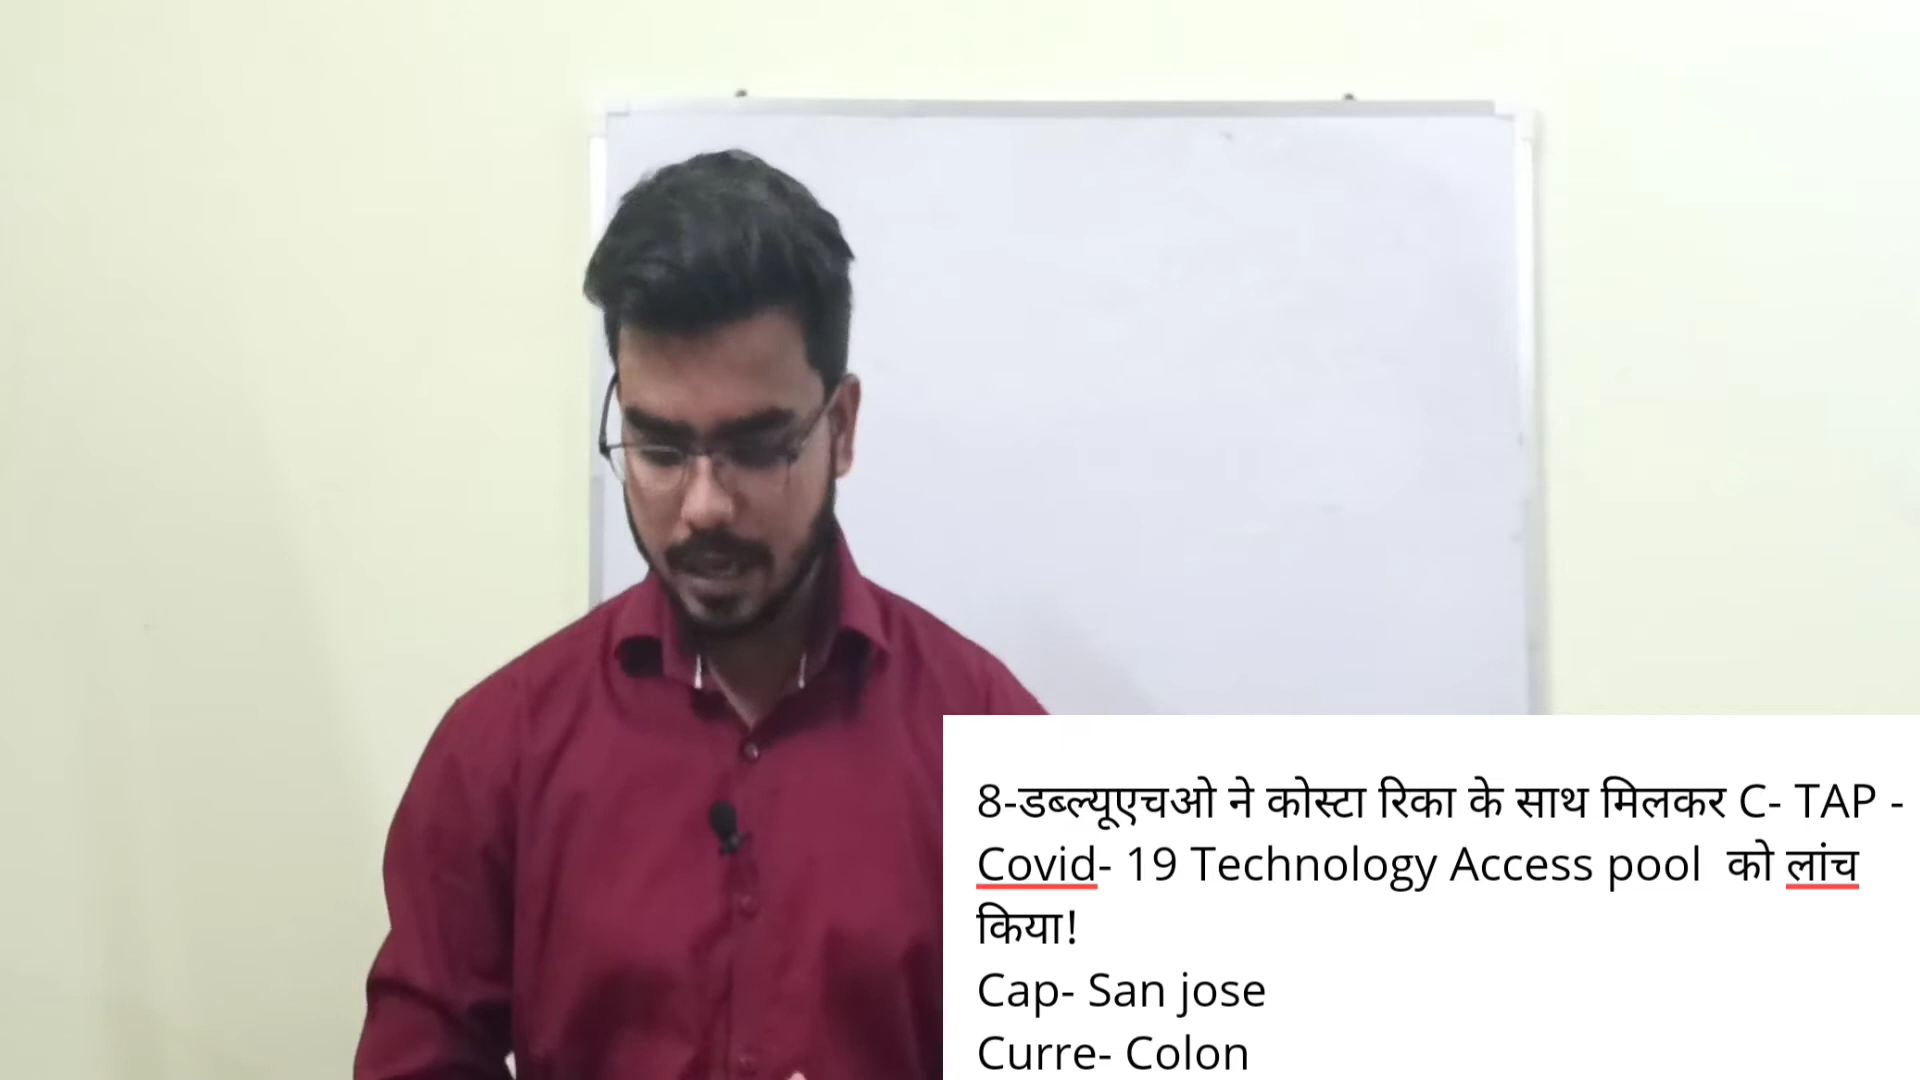 8-डब्ल्यूएचओ ने कोस्टा रिका के साथ मिलकर C- TAP -
Covid- 19 Technology Access pool को लांच
किया!
Cap- San jose
Curre- Colon